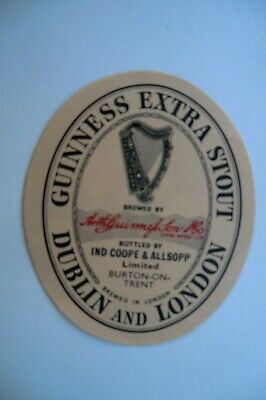 GUINNESS EXTRA STOUT
BREWED BY
Arth Guinness Son & Co
BOTTLED BY
IND COOPE & ALLSOPP
Limited
BURTON-ON-
TRENT
BREWED IN LONDON
DUBLIN AND LONDON